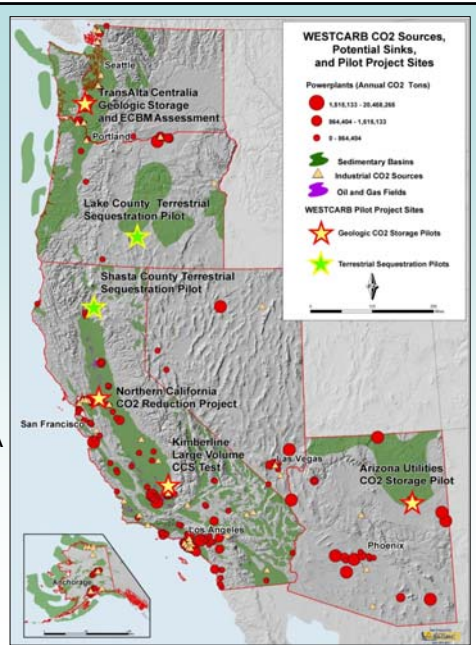 WESTCARB CO2 Sources,
Potential Sinks,
and Pilot Project Sites
Powerplants (Annual CO2 Tons)
1,618,133 - 20,468,268
864,404 - 1,618,133
0 - 864,404
Sedimentary Basins
Industrial CO2 Sources
Oil and Gas Fields
WESTCARB Pilot Project Sites
Geologic CO2 Storage Pilots
Terrestrial Sequestration Pilots
Seattle
TransAlta Centralia
Geologic Storage
and ECBM Assessment
Portland
Lake County Terrestrial
Sequestration Pilot
Shasta County Terrestrial
Sequestration Pilot
Northern California
CO2 Reduction Project
San Francisco
Kimberline
Large Volume
CCS Test
Las Vegas
Arizona Utilities
CO2 Storage Pilot
Los Angeles
Phoenix
Anchorage
A